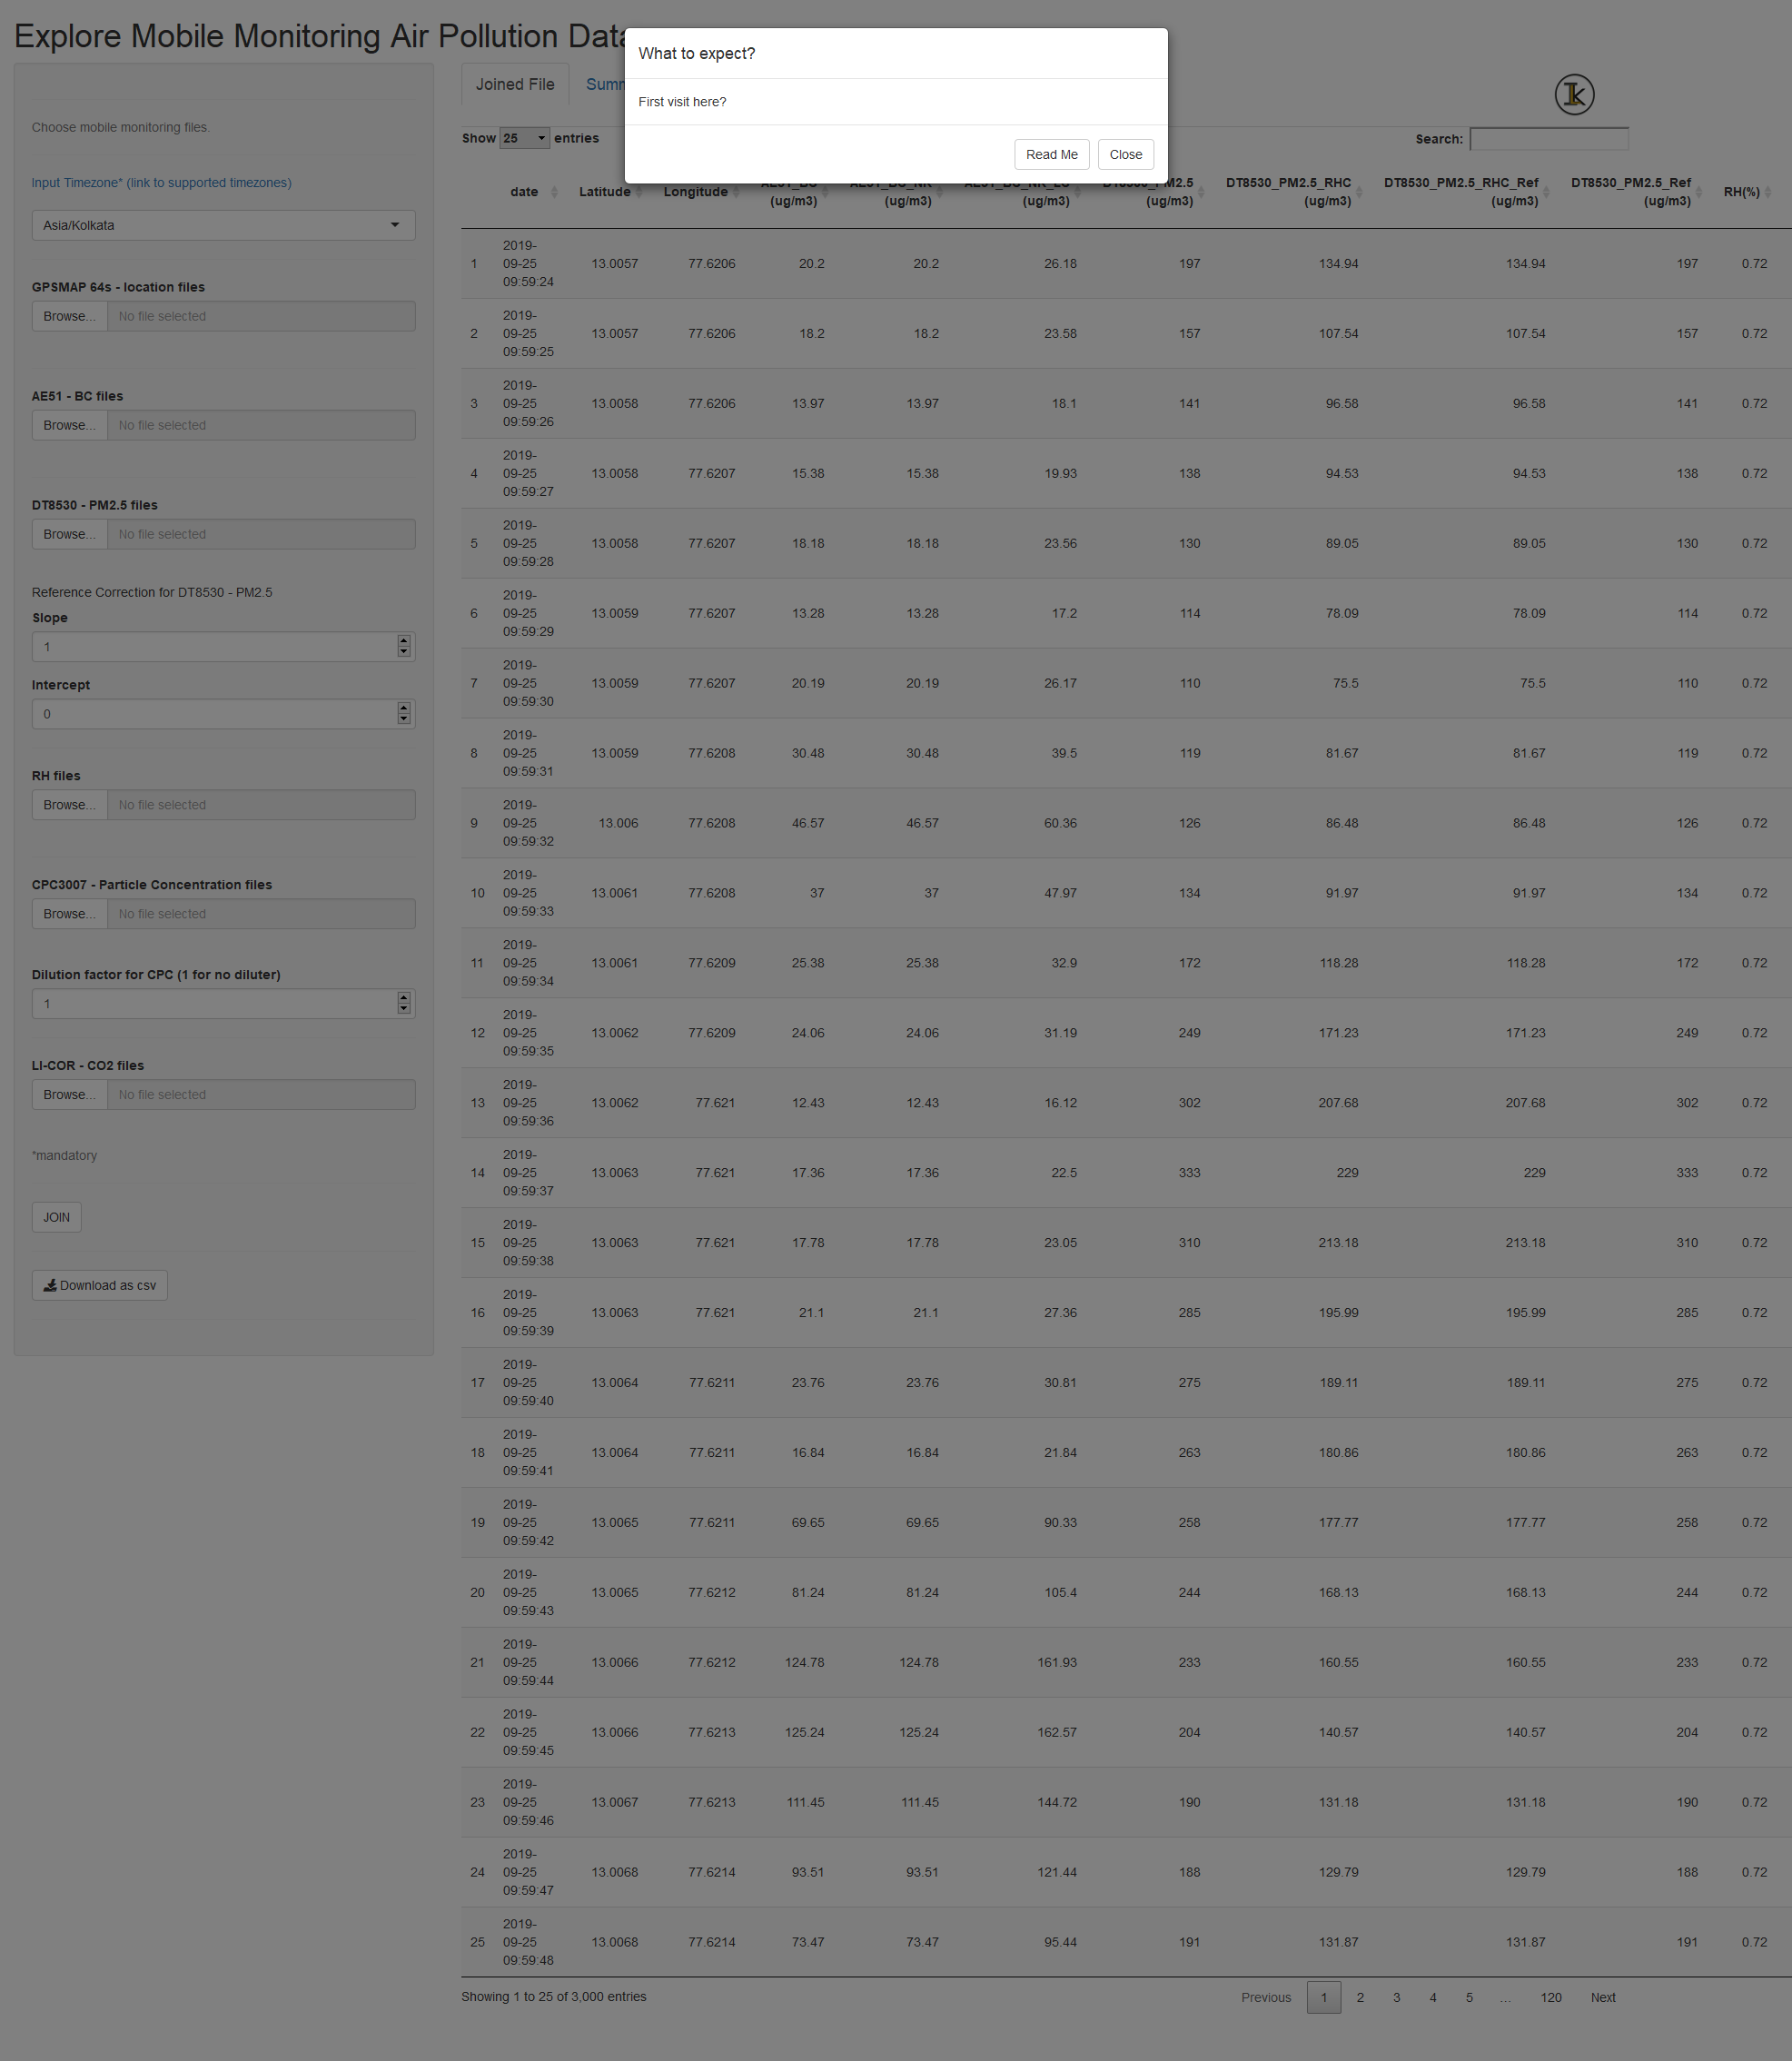 Explore Mobile Monitoring Air Pollution Data
What to expect?
First visit here?
Read Me Close
Choose mobile monitoring files.
Input Timezone* (link to supported timezones)
Asia/Kolkata
GPSMAP 64s - location files
Browse... No file selected
AE51 - BC files
Browse... No file selected
DT8530 - PM2.5 files
Browse... No file selected
Reference Correction for DT8530 - PM2.5
Slope
1
Intercept
0
RH files
Browse... No file selected
CPC3007 - Particle Concentration files
Browse... No file selected
Dilution factor for CPC (1 for no diluter)
1
LI-COR - CO2 files
Browse... No file selected
*mandatory
JOIN
Download as csv
Joined File Summ
Show 25 entries Search:
date Latitude Longitude AE51_BC (ug/m3) AE51_BC_NR (ug/m3) (ug/m3) DT8530_PM2.5 (ug/m3) DT8530_PM2.5_RHC (ug/m3) DT8530_PM2.5_RHC_Ref (ug/m3) DT8530_PM2.5_Ref (ug/m3) RH(%)
1 2019-09-25 09:59:24 13.0057 77.6206 20.2 20.2 26.18 197 134.94 134.94 197 0.72
2 2019-09-25 09:59:25 13.0057 77.6206 18.2 18.2 23.58 157 107.54 107.54 157 0.72
3 2019-09-25 09:59:26 13.0058 77.6206 13.97 13.97 18.1 141 96.58 96.58 141 0.72
4 2019-09-25 09:59:27 13.0058 77.6207 15.38 15.38 19.93 138 94.53 94.53 138 0.72
5 2019-09-25 09:59:28 13.0058 77.6207 18.18 18.18 23.56 130 89.05 89.05 130 0.72
6 2019-09-25 09:59:29 13.0059 77.6207 13.28 13.28 17.2 114 78.09 78.09 114 0.72
7 2019-09-25 09:59:30 13.0059 77.6207 20.19 20.19 26.17 110 75.5 75.5 110 0.72
8 2019-09-25 09:59:31 13.0059 77.6208 30.48 30.48 39.5 119 81.67 81.67 119 0.72
9 2019-09-25 09:59:32 13.006 77.6208 46.57 46.57 60.36 126 86.48 86.48 126 0.72
10 2019-09-25 09:59:33 13.0061 77.6208 37 37 47.97 134 91.97 91.97 134 0.72
11 2019-09-25 09:59:34 13.0061 77.6209 25.38 25.38 32.9 172 118.28 118.28 172 0.72
12 2019-09-25 09:59:35 13.0062 77.6209 24.06 24.06 31.19 249 171.23 171.23 249 0.72
13 2019-09-25 09:59:36 13.0062 77.621 12.43 12.43 16.12 302 207.68 207.68 302 0.72
14 2019-09-25 09:59:37 13.0063 77.621 17.36 17.36 22.5 333 229 229 333 0.72
15 2019-09-25 09:59:38 13.0063 77.621 17.78 17.78 23.05 310 213.18 213.18 310 0.72
16 2019-09-25 09:59:39 13.0063 77.621 21.1 21.1 27.36 285 195.99 195.99 285 0.72
17 2019-09-25 09:59:40 13.0064 77.6211 23.76 23.76 30.81 275 189.11 189.11 275 0.72
18 2019-09-25 09:59:41 13.0064 77.6211 16.84 16.84 21.84 263 180.86 180.86 263 0.72
19 2019-09-25 09:59:42 13.0065 77.6211 69.65 69.65 90.33 258 177.77 177.77 258 0.72
20 2019-09-25 09:59:43 13.0065 77.6212 81.24 81.24 105.4 244 168.13 168.13 244 0.72
21 2019-09-25 09:59:44 13.0066 77.6212 124.78 124.78 161.93 233 160.55 160.55 233 0.72
22 2019-09-25 09:59:45 13.0066 77.6213 125.24 125.24 162.57 204 140.57 140.57 204 0.72
23 2019-09-25 09:59:46 13.0067 77.6213 111.45 111.45 144.72 190 131.18 131.18 190 0.72
24 2019-09-25 09:59:47 13.0068 77.6214 93.51 93.51 121.44 188 129.79 129.79 188 0.72
25 2019-09-25 09:59:48 13.0068 77.6214 73.47 73.47 95.44 191 131.87 131.87 191 0.72
Showing 1 to 25 of 3,000 entries Previous 1 2 3 4 5 … 120 Next